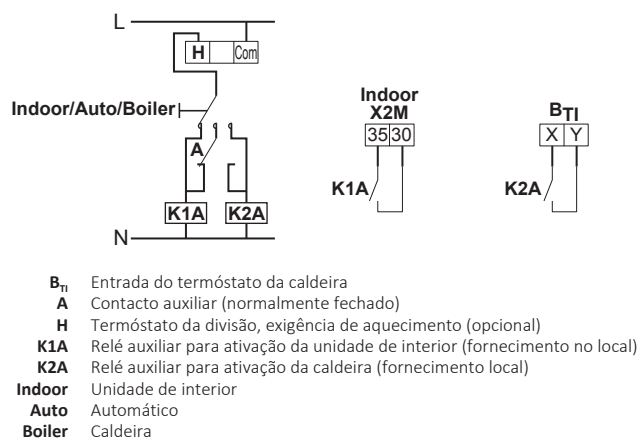 L
H Com
Indoor/Auto/Boiler
A
K1A K2A
N
Indoor
X2M
35 30
K1A
BTI
X Y
K2A
BTI Entrada do termóstato da caldeira
A Contacto auxiliar (normalmente fechado)
H Termóstato da divisão, exigência de aquecimento (opcional)
K1A Relé auxiliar para ativação da unidade de interior (fornecimento no local)
K2A Relé auxiliar para ativação da caldeira (fornecimento local)
Indoor Unidade de interior
Auto Automático
Boiler Caldeira